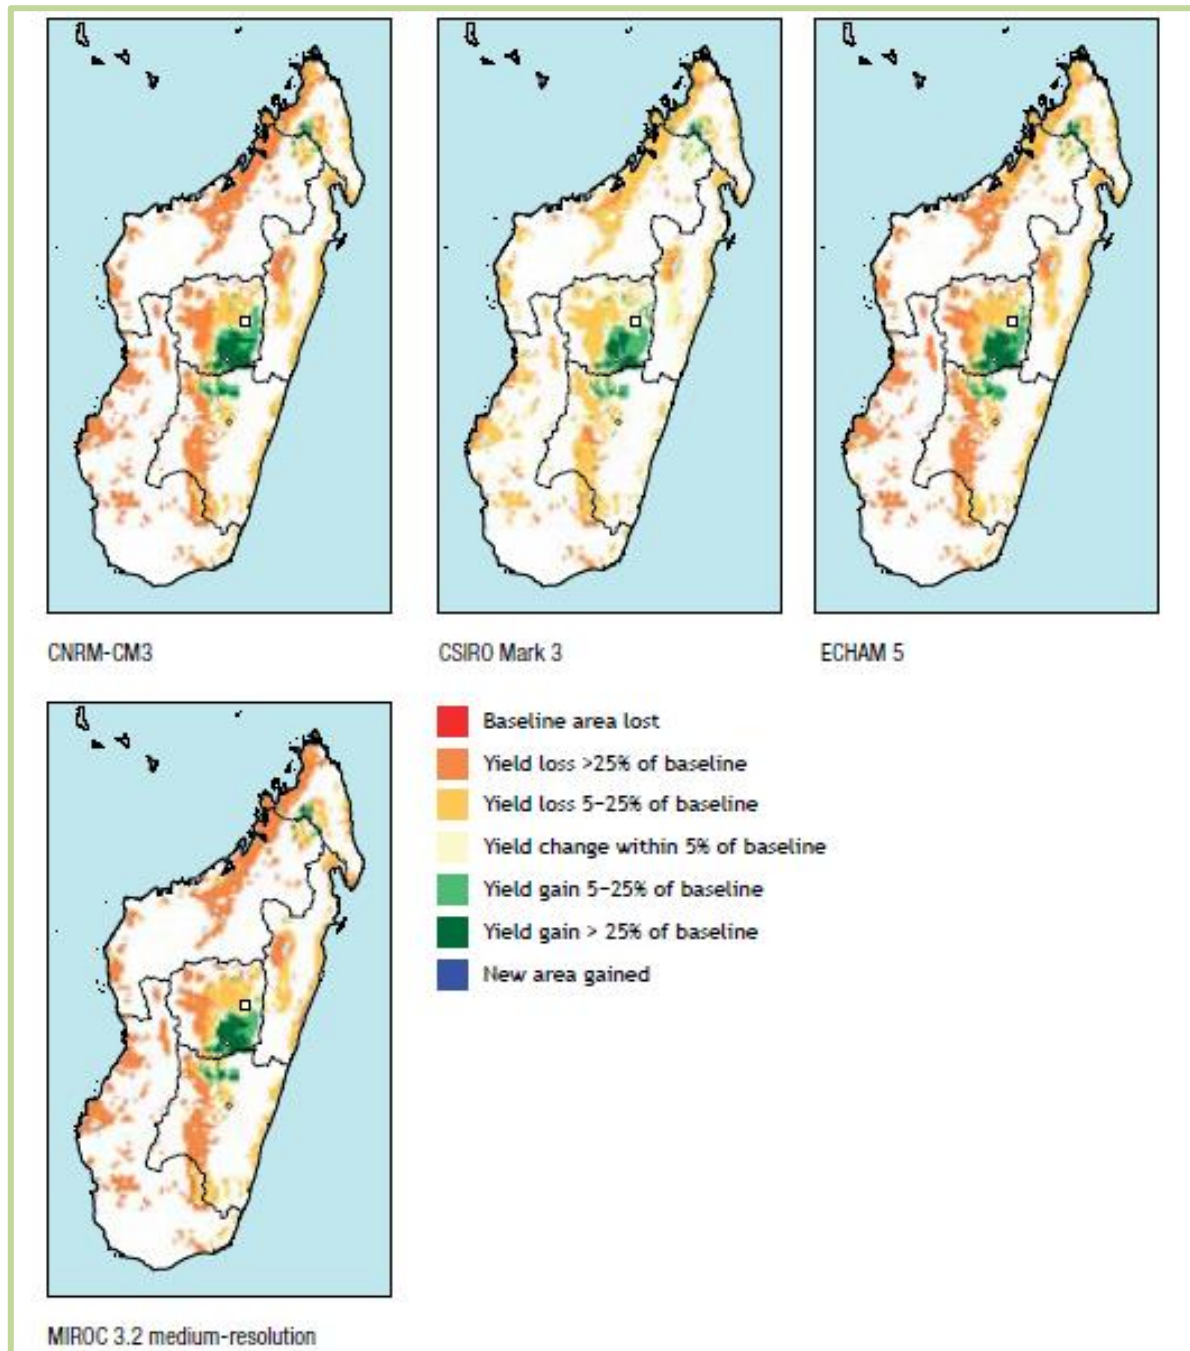 CNRM-CM3
CSIRO Mark 3
ECHAM 5
Baseline area lost
Yield loss >25% of baseline
Yield loss 5-25% of baseline
Yield change within 5% of baseline
Yield gain 5-25% of baseline
Yield gain > 25% of baseline
New area gained
MIROC 3.2 medium-resolution